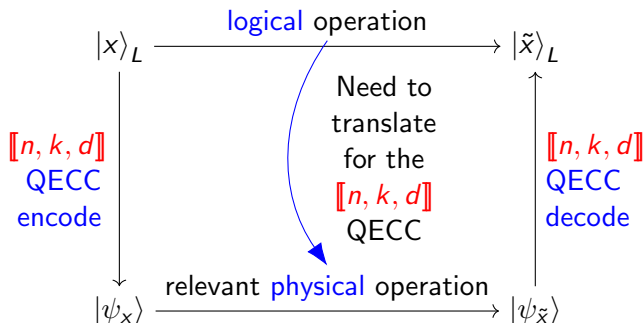 logical operation
|x⟩_L
|x̃⟩_L
Need to
translate
for the
⟦n, k, d⟧
QECC
⟦n, k, d⟧
QECC
encode
⟦n, k, d⟧
QECC
decode
relevant physical operation
|ψ_x⟩
|ψ_x̃⟩